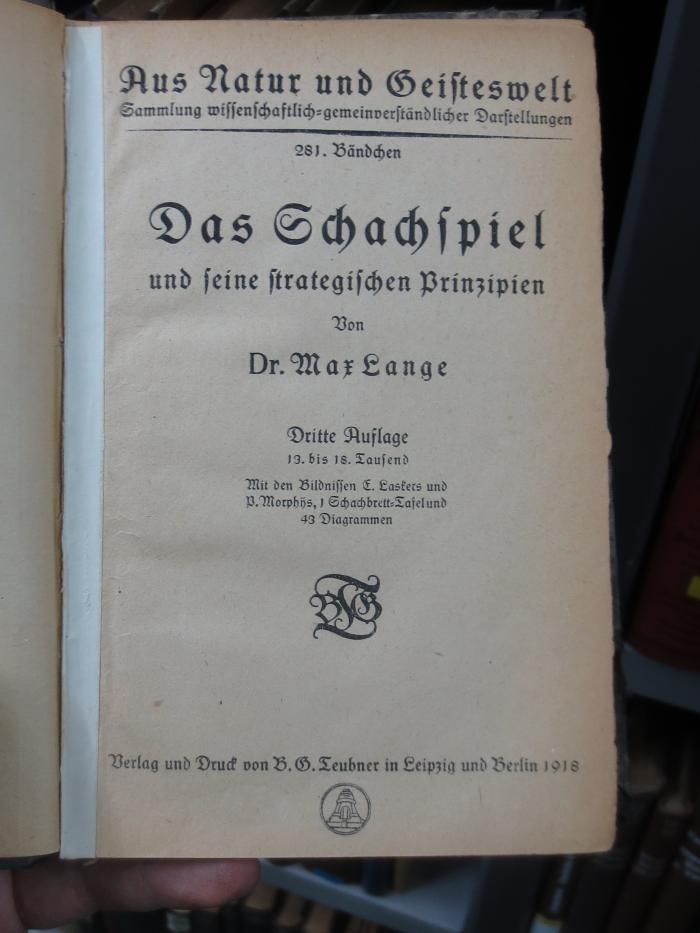 Aus Natur und Geisteswelt
Sammlung wissenschaftlich-gemeinverständlicher Darstellungen
281. Bändchen
Das Schachspiel
und seine strategischen Prinzipien
Von
Dr. Max Lange
Dritte Auflage
13. bis 18. Tausend
Mit den Bildnissen E. Laskers und
P. Morphys, 1 Schachbrett-Tafel und
43 Diagrammen
BGT
Verlag und Druck von B. G. Teubner in Leipzig und Berlin 1918